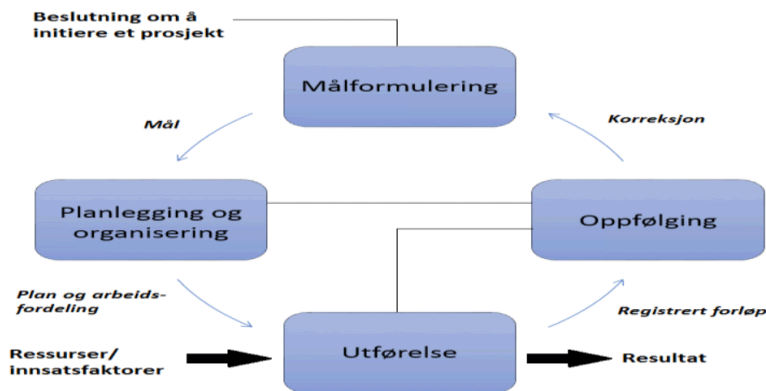 Beslutning om å
initiere et prosjekt
Målformulering
Mål
Korreksjon
Planlegging og
organisering
Oppfølging
Plan og arbeids-
fordeling
Registrert forløp
Ressurser/
innsatsfaktorer
Utførelse
Resultat